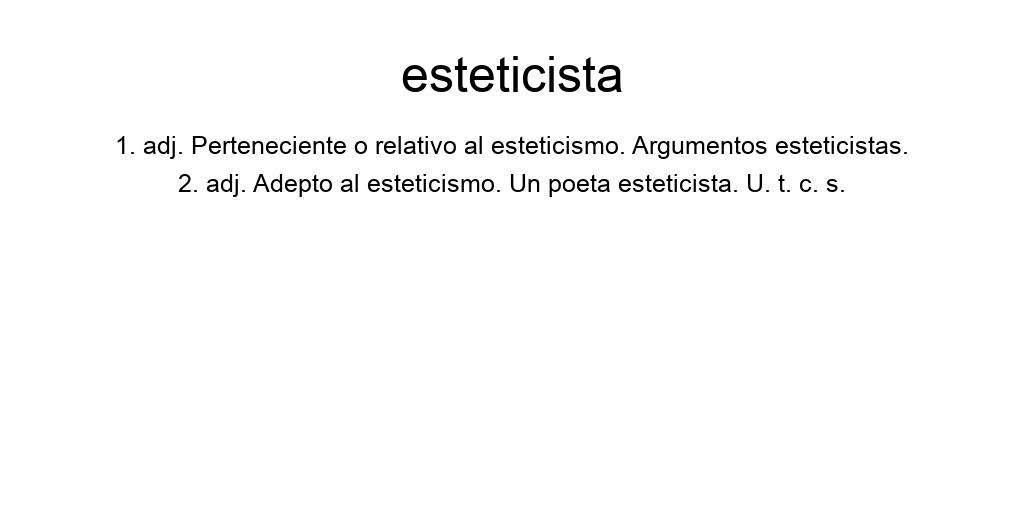 esteticista
1. adj. Perteneciente o relativo al esteticismo. Argumentos esteticistas.
2. adj. Adepto al esteticismo. Un poeta esteticista. U. t. c. s.